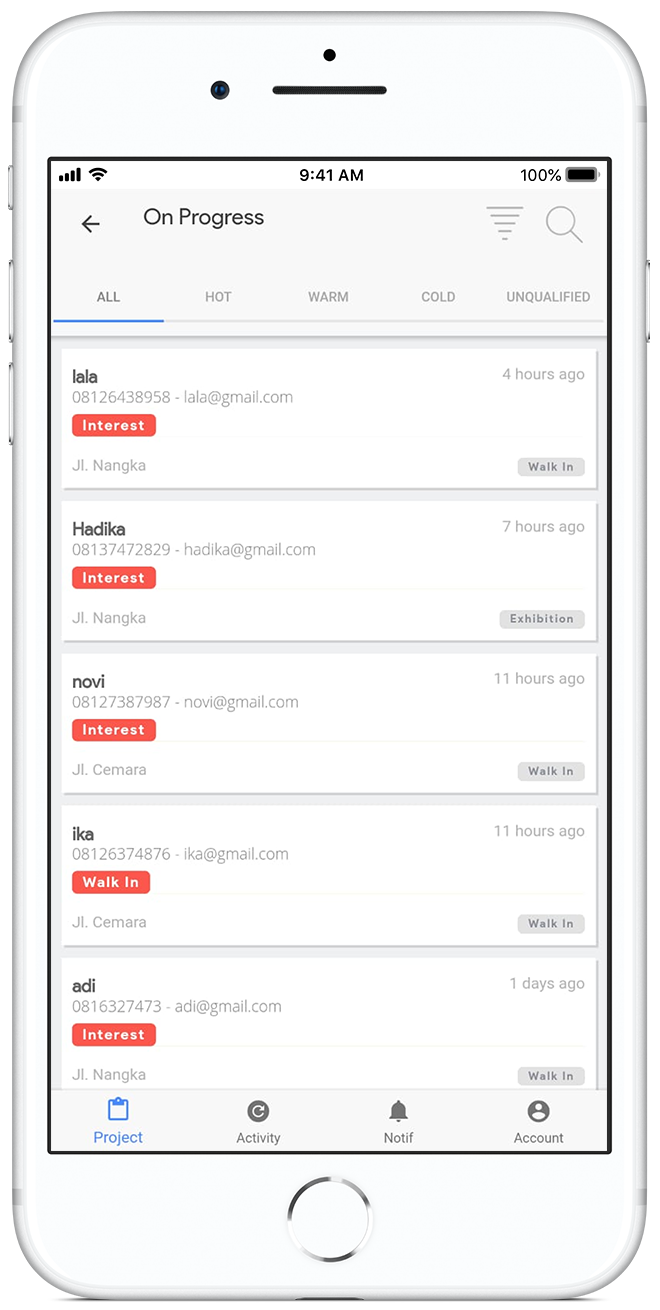 9:41 AM 100%
On Progress
ALL HOT WARM COLD UNQUALIFIED
lala 4 hours ago
08126438958 - lala@gmail.com
Interest
Jl. Nangka Walk In
Hadika 7 hours ago
08137472829 - hadika@gmail.com
Interest
Jl. Nangka Exhibition
novi 11 hours ago
08127387987 - novi@gmail.com
Interest
Jl. Cemara Walk In
ika 11 hours ago
08126374876 - ika@gmail.com
Walk In
Jl. Cemara Walk In
adi 1 days ago
0816327473 - adi@gmail.com
Interest
Jl. Nangka Walk In
Project Activity Notif Account